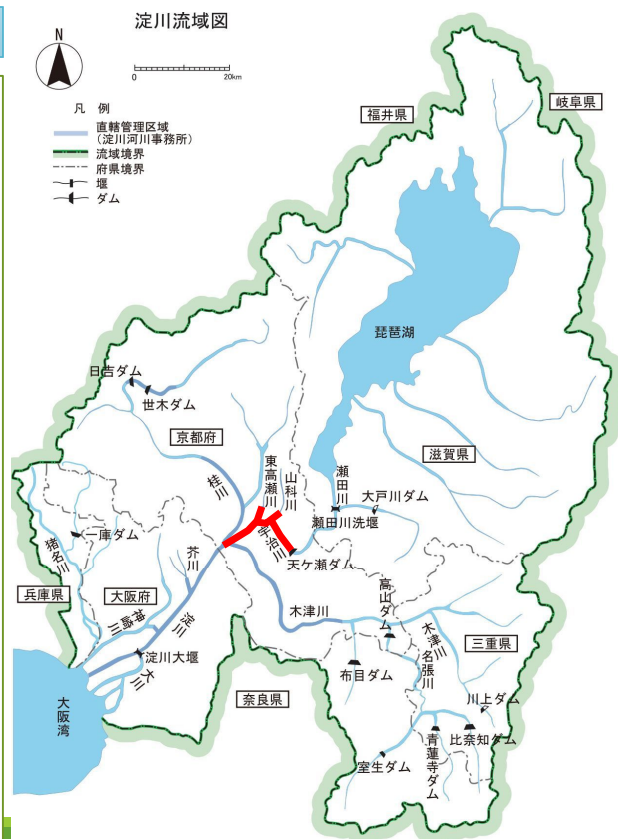 淀川流域図
N
0 20km
凡 例
直轄管理区域
(淀川河川事務所)
流域境界
府県境界
堰
ダム
福井県
岐阜県
琵琶湖
日吉ダム
世木ダム
京都府
滋賀県
桂川
東高瀬川
山科川
瀬田川
大戸川ダム
瀬田川洗堰
宇治川
天ケ瀬ダム
一庫ダム
猪名川
芥川
兵庫県
大阪府
神崎川
淀川
木津川
高山ダム
木津川
三重県
淀川大堰
大川
名張川
布目ダム
奈良県
川上ダム
大阪湾
青蓮寺ダム
比奈知ダム
室生ダム